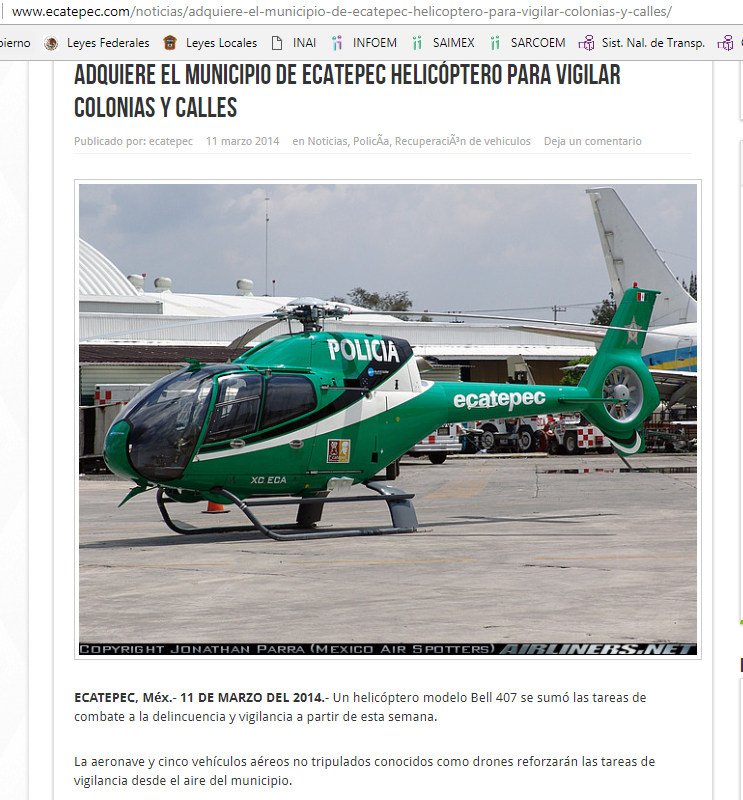 www.ecatepec.com/noticias/adquiere-el-municipio-de-ecatepec-helicoptero-para-vigilar-colonias-y-calles/
bierno Leyes Federales Leyes Locales INAI INFOEM SAIMEX SARCOEM Sist. Nal. de Transp.
ADQUIERE EL MUNICIPIO DE ECATEPEC HELICÓPTERO PARA VIGILAR
COLONIAS Y CALLES
Publicado por: ecatepec 11 marzo 2014 en Noticias, PolicÃa, RecuperaciÃ³n de vehiculos Deja un comentario
POLICIA
ecatepec
XC ECA
COPYRIGHT JONATHAN PARRA (MEXICO AIR SPOTTERS) AIRLINERS.NET
ECATEPEC, Méx.- 11 DE MARZO DEL 2014.- Un helicóptero modelo Bell 407 se sumó las tareas de
combate a la delincuencia y vigilancia a partir de esta semana.
La aeronave y cinco vehículos aéreos no tripulados conocidos como drones reforzarán las tareas de
vigilancia desde el aire del municipio.